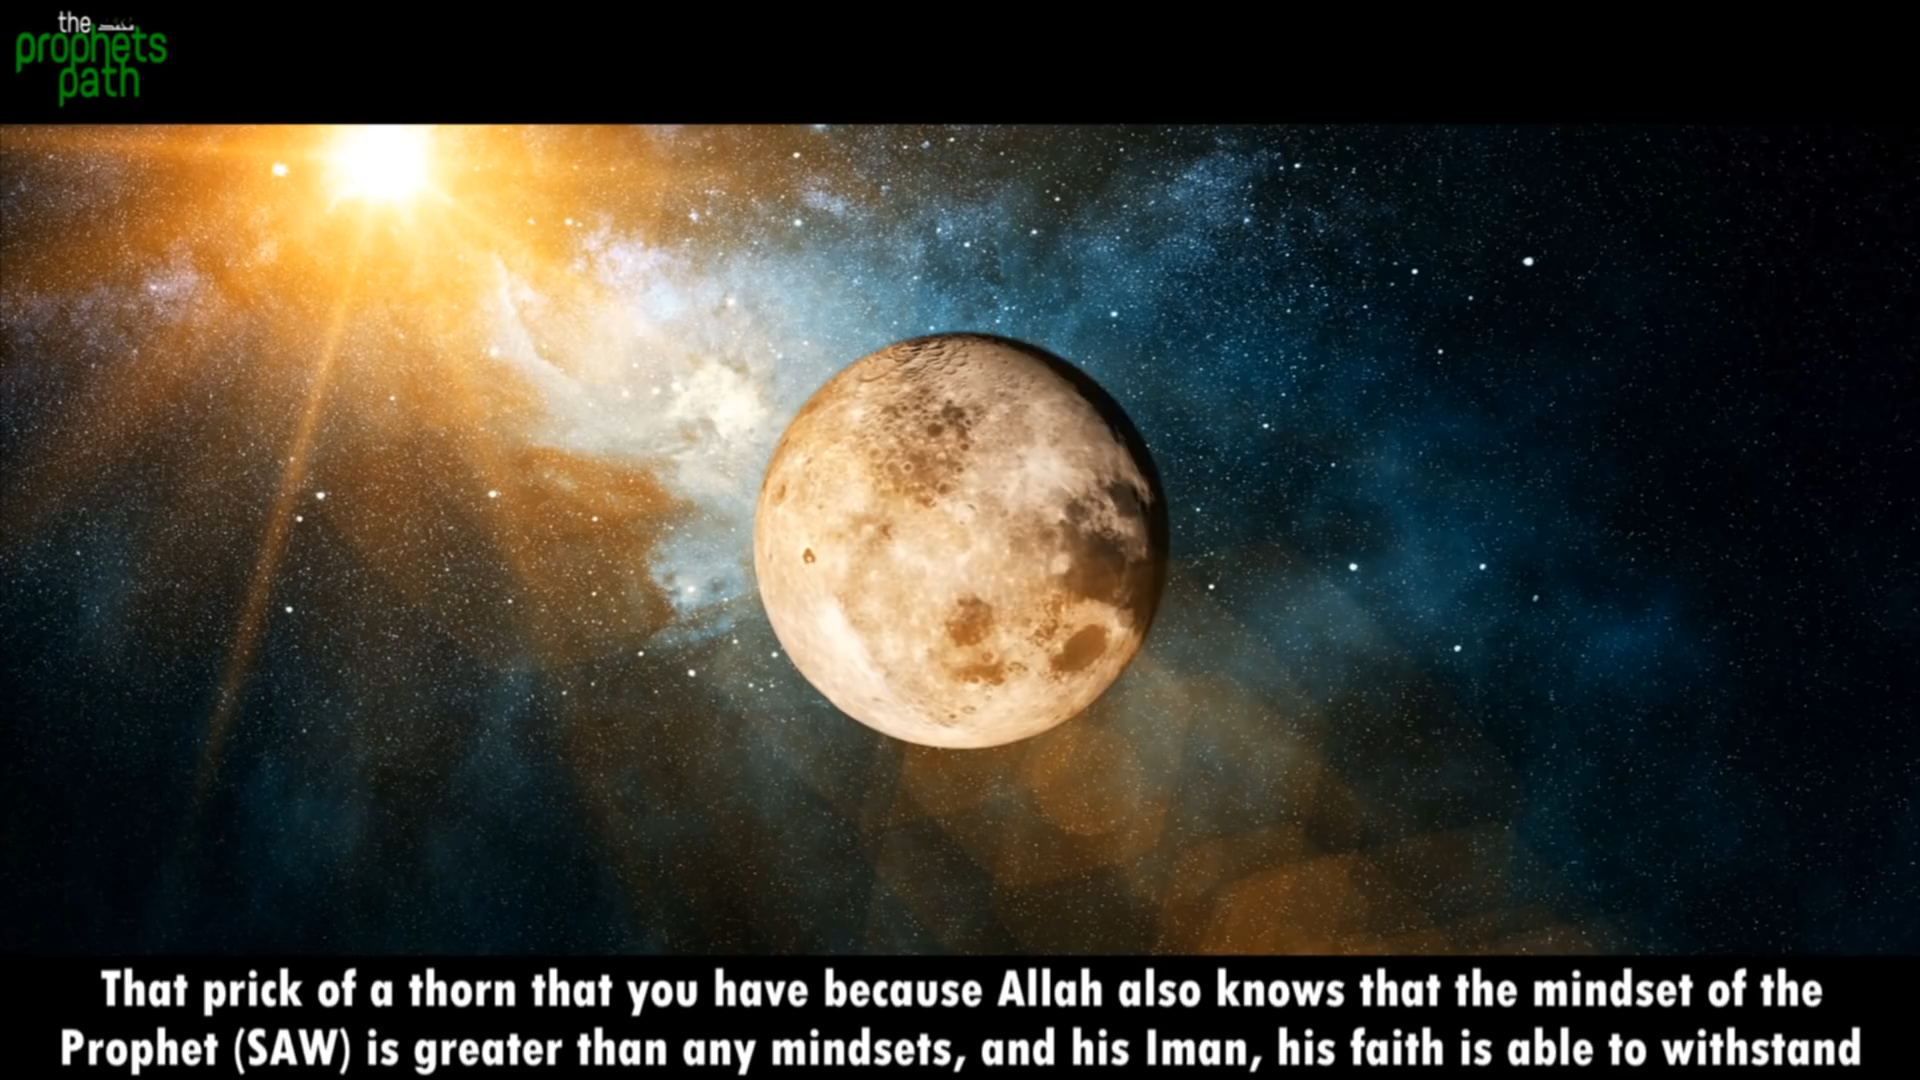 the
prophets
path
That prick of a thorn that you have because Allah also knows that the mindset of the
Prophet (SAW) is greater than any mindsets, and his Iman, his faith is able to withstand